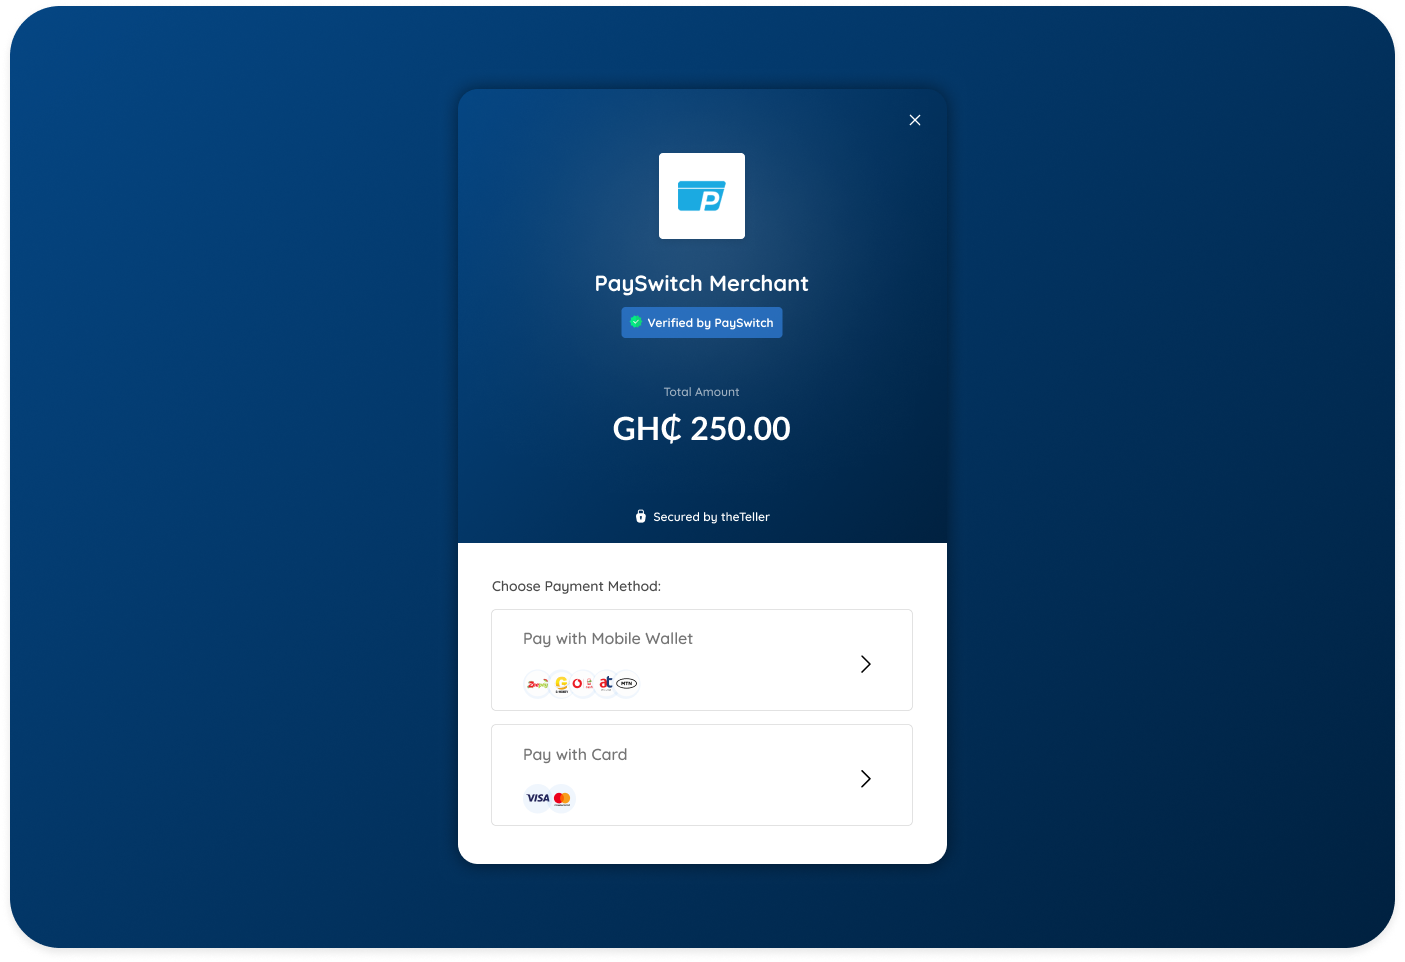 P
PaySwitch Merchant
Verified by PaySwitch
Total Amount
GH₵ 250.00
Secured by theTeller
Choose Payment Method:
Pay with Mobile Wallet
Zeepay
G
at
MTN
Pay with Card
VISA